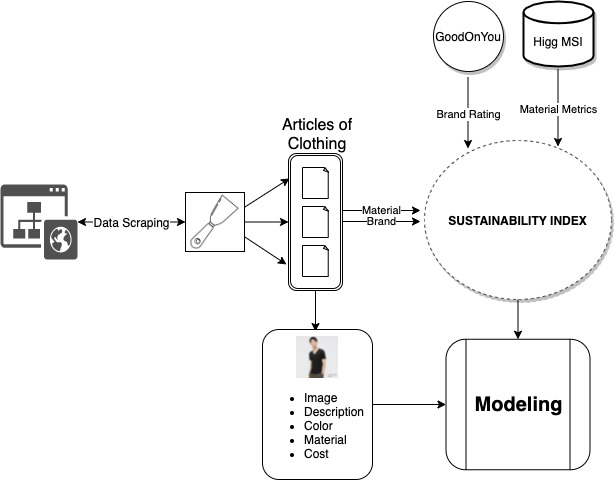 GoodOnYou
Higg MSI
Brand Rating
Material Metrics
Articles of
Clothing
Data Scraping
Material
Brand
SUSTAINABILITY INDEX
Image
Description
Color
Material
Cost
Modeling